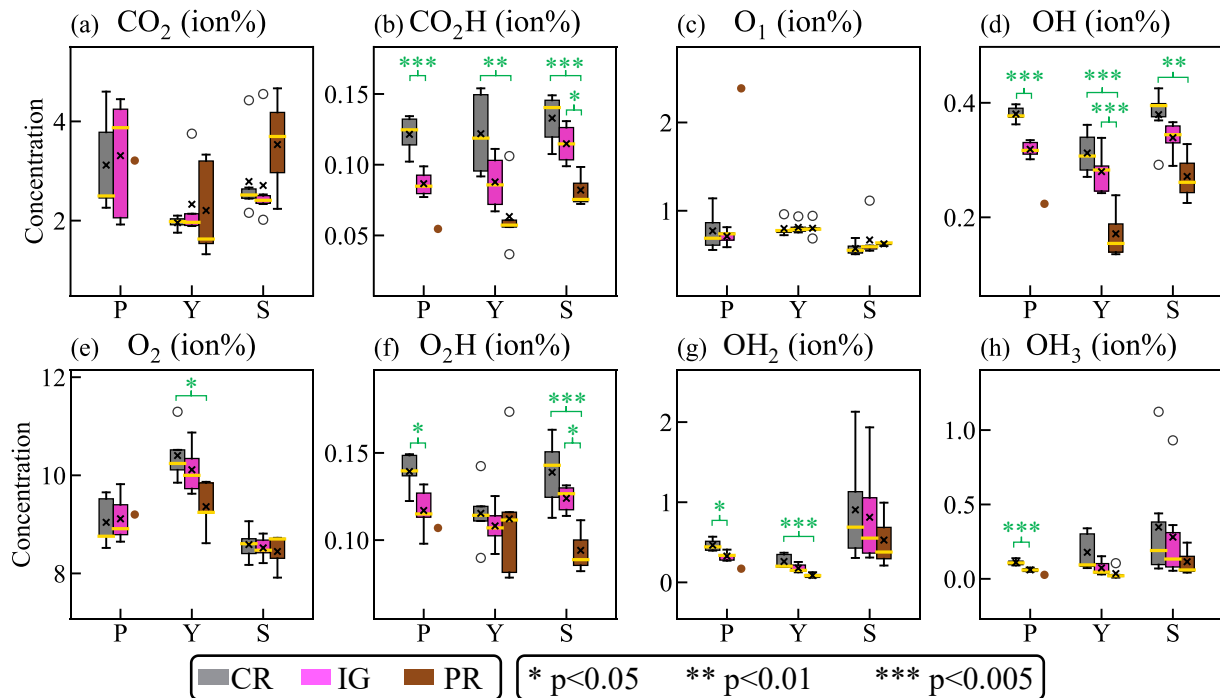 (a) CO₂ (ion%)
(b) CO₂H (ion%)
(c) O₁ (ion%)
(d) OH (ion%)
Concentration
4
2
P Y S
0.15
0.10
0.05
*** ** *** *
P Y S
2
1
0
P Y S
0.4
0.2
*** *** *** **
P Y S
(e) O₂ (ion%)
(f) O₂H (ion%)
(g) OH₂ (ion%)
(h) OH₃ (ion%)
Concentration
12
10
8
*
P Y S
0.15
0.10
* *** *
P Y S
2
1
0
* ***
P Y S
1.0
0.5
0.0
***
P Y S
CR IG PR
* p<0.05 ** p<0.01 *** p<0.005